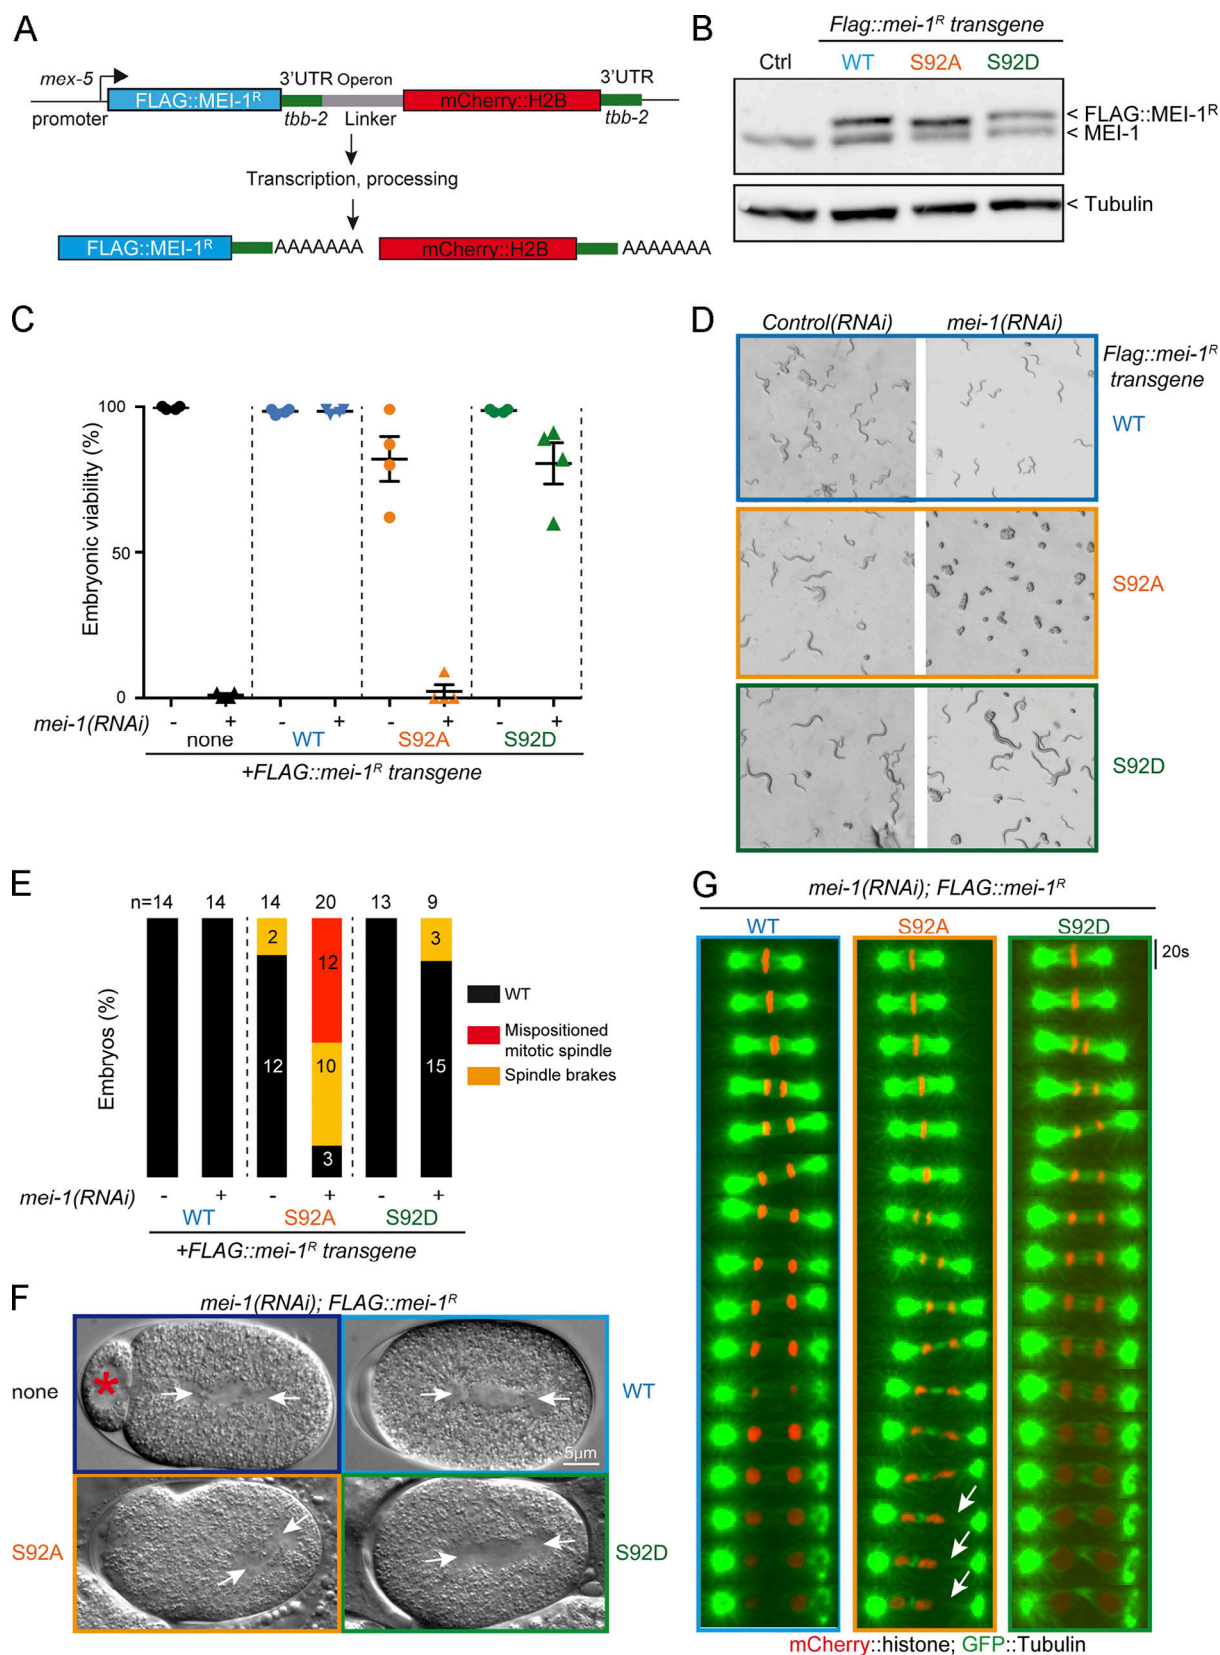 A
mex-5
3'UTR Operon
3'UTR
FLAG::MEI-1R
mCherry::H2B
promoter
tbb-2
Linker
tbb-2
Transcription, processing
FLAG::MEI-1R
AAAAAAA
mCherry::H2B
AAAAAAA
B
Flag::mei-1R transgene
Ctrl WT S92A S92D
< FLAG::MEI-1R
< MEI-1
< Tubulin
C
Embryonic viability (%)
100
50
0
mei-1(RNAi) - + - + - + - +
none WT S92A S92D
+FLAG::mei-1R transgene
D
Control(RNAi) mei-1(RNAi)
Flag::mei-1R
transgene
WT
S92A
S92D
E
n=14 14 14 20 13 9
Embryos (%)
2
12
3
12
10
15
3
WT
Mispositioned
mitotic spindle
Spindle brakes
mei-1(RNAi) - + - + - +
WT S92A S92D
+FLAG::mei-1R transgene
F
mei-1(RNAi); FLAG::mei-1R
none
*
WT
5µm
S92A
S92D
G
mei-1(RNAi); FLAG::mei-1R
WT S92A S92D
20s
mCherry::histone; GFP::Tubulin